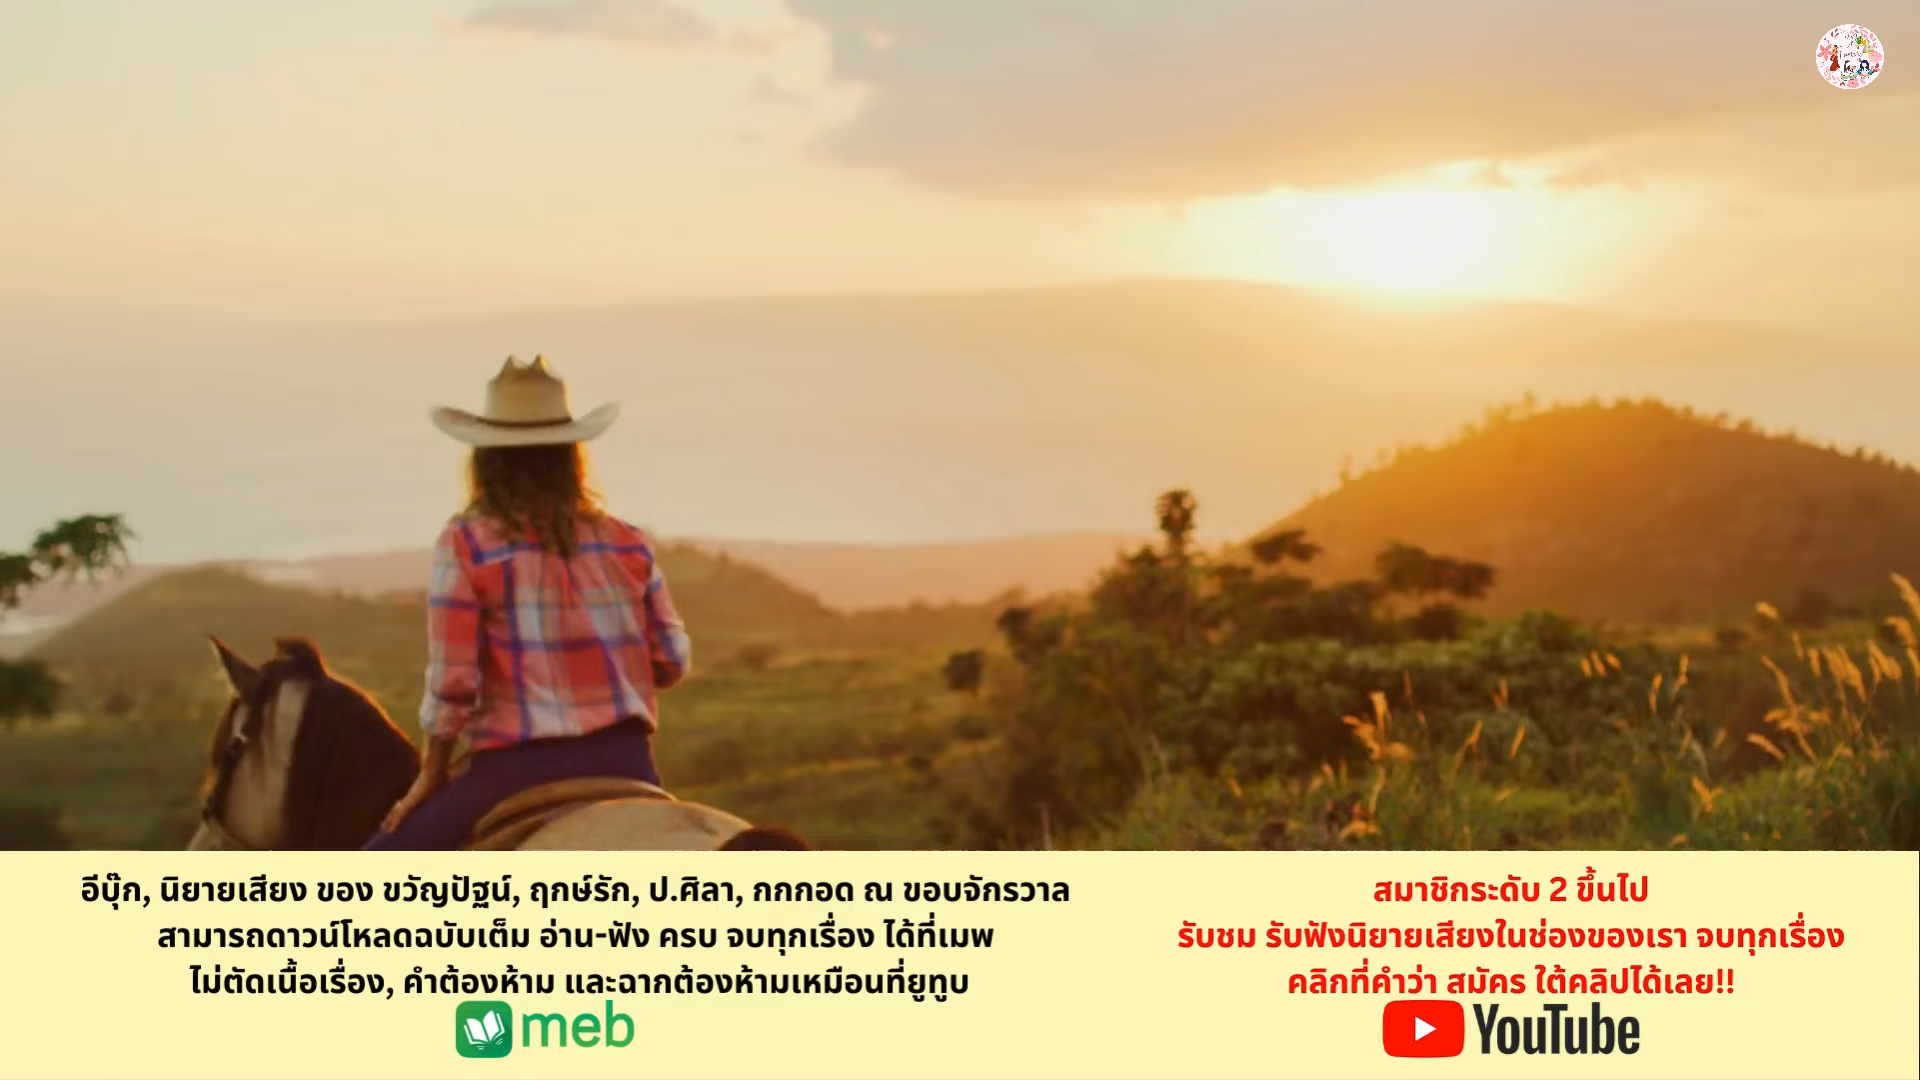 อีบุ๊ก, นิยายเสียง ของ ขวัญปัฐน์, ฤกษ์รัก, ป.ศิลา, กกกอด ณ ขอบจักรวาล
สามารถดาวน์โหลดฉบับเต็ม อ่าน-ฟัง ครบ จบทุกเรื่อง ได้ที่เมพ
ไม่ตัดเนื้อเรื่อง, คำต้องห้าม และฉากต้องห้ามเหมือนที่ยูทูบ
meb
สมาชิกระดับ 2 ขึ้นไป
รับชม รับฟังนิยายเสียงในช่องของเรา จบทุกเรื่อง
คลิกที่คำว่า สมัคร ใต้คลิปได้เลย!!
YouTube